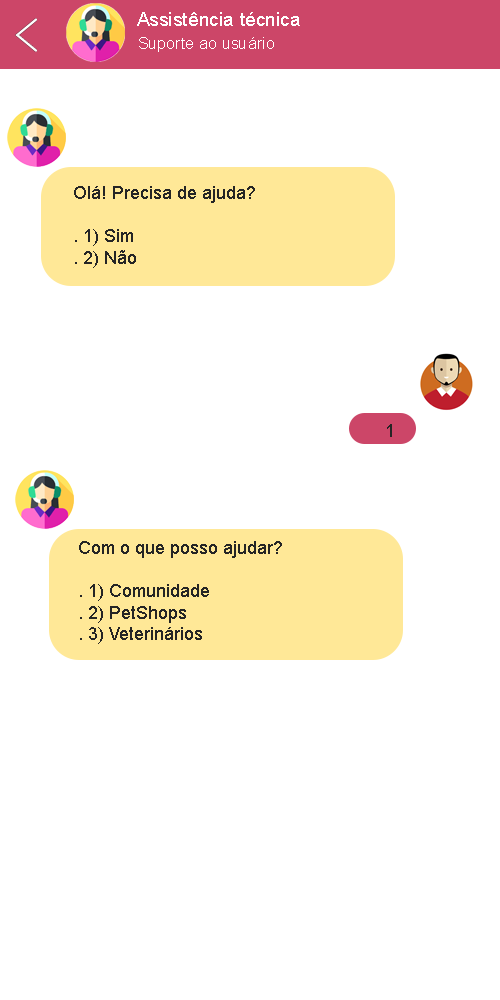 Assistência técnica
Suporte ao usuário
Olá! Precisa de ajuda?
. 1) Sim
. 2) Não
1
Com o que posso ajudar?
. 1) Comunidade
. 2) PetShops
. 3) Veterinários